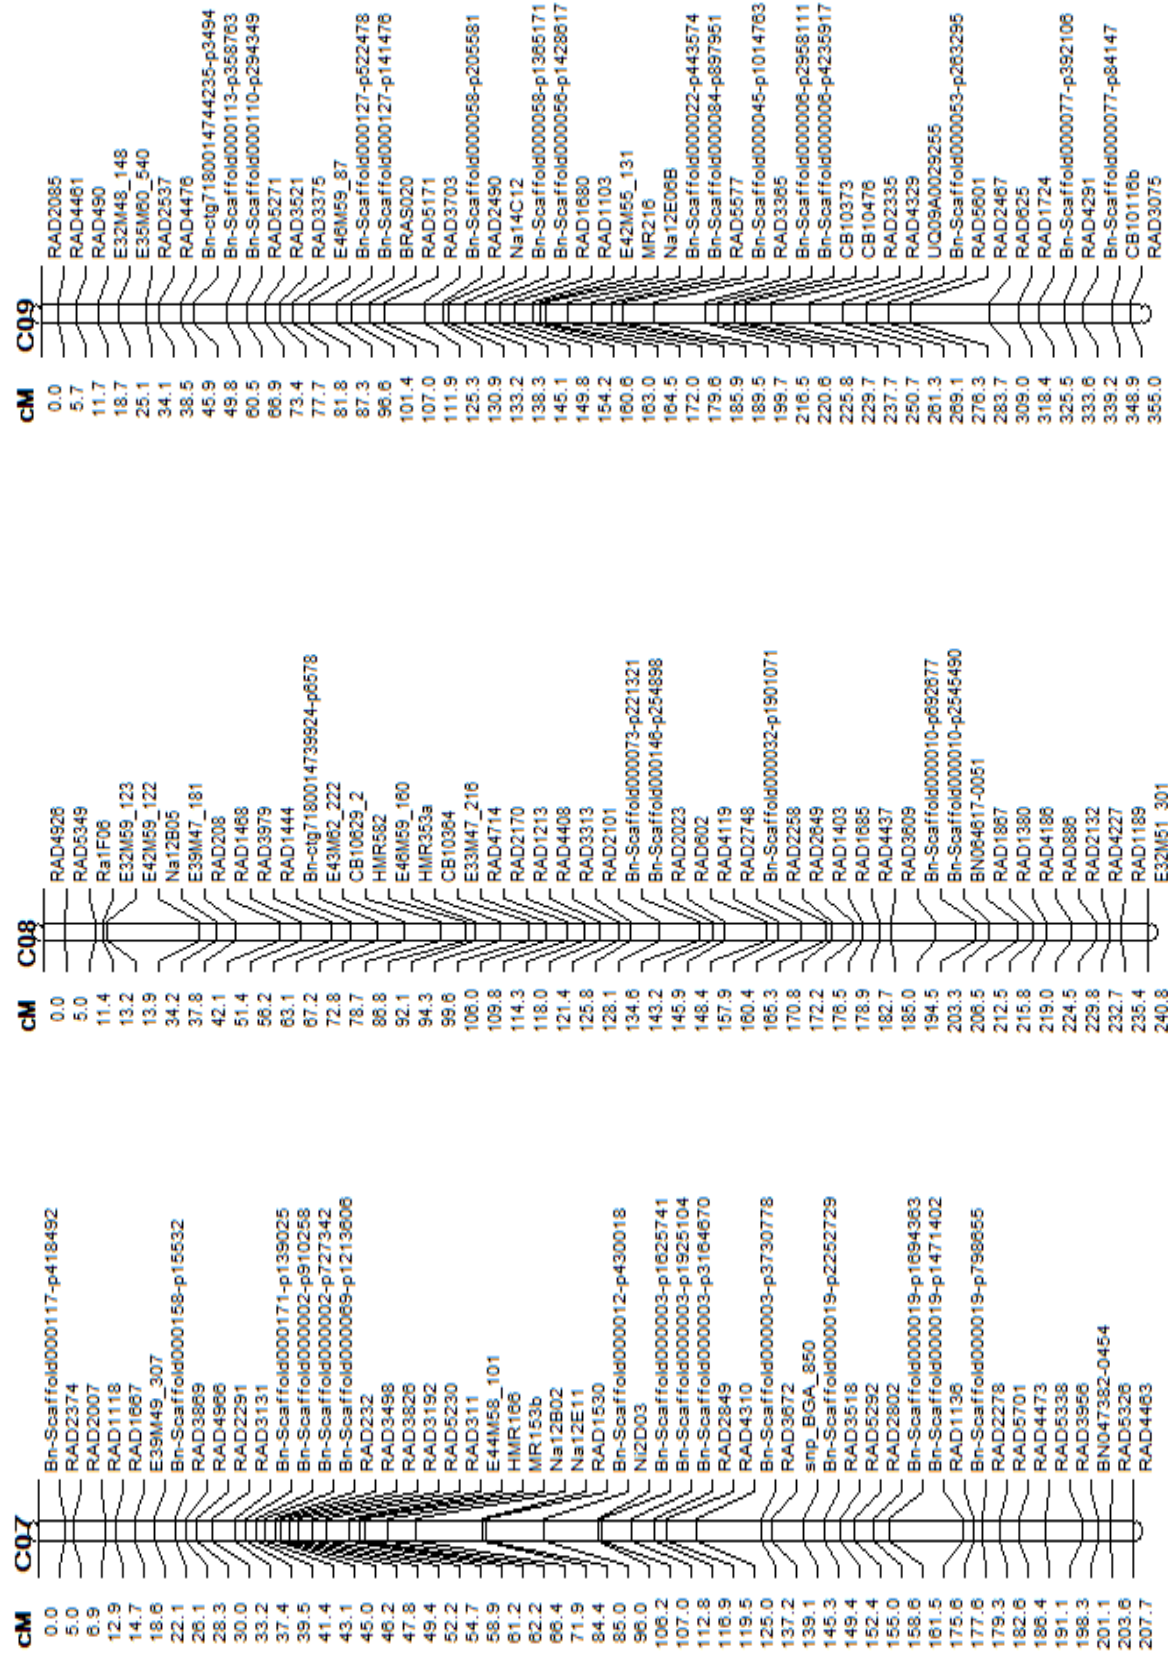 cM C07
0.0 Bn-Scaffold000117-p418492
5.0 RAD2374
6.9 RAD2007
12.9 RAD1118
14.7 RAD1667
18.6 E39M49_307
22.1 Bn-Scaffold000158-p15532
26.1 RAD3869
28.3 RAD4966
30.0 RAD2291
33.2 RAD3131
37.4 Bn-Scaffold000171-p139025
39.5 Bn-Scaffold000002-p910258
41.4 Bn-Scaffold000002-p727342
43.1 Bn-Scaffold000069-p1213606
45.0 RAD232
46.2 RAD3498
47.8 RAD3826
49.4 RAD3192
52.2 RAD5230
54.7 RAD3111
58.9 E44M58_101
61.2 HMR166
62.2 MR153b
66.4 Na12B02
71.9 Na12E11
84.4 RAD1530
85.0 Bn-Scaffold000012-p430018
96.0 Ni2D03
106.2 Bn-Scaffold000003-p1625741
107.0 Bn-Scaffold000003-p1925104
112.8 Bn-Scaffold000003-p3164670
116.9 RAD2849
119.5 RAD4310
125.0 Bn-Scaffold000003-p3730778
137.2 RAD3672
139.1 snp_BGA_850
145.3 Bn-Scaffold000019-p2252729
149.4 RAD3518
152.4 RAD5292
155.0 RAD2802
158.6 Bn-Scaffold000019-p1694363
161.5 Bn-Scaffold000019-p1471402
175.6 RAD1136
177.6 Bn-Scaffold000019-p798655
179.3 RAD2278
182.6 RAD5701
186.4 RAD4473
191.1 RAD5338
198.3 RAD3956
201.1 BN047382-0454
203.6 RAD5326
207.7 RAD4463
cM C08
0.0 RAD4926
5.0 RAD5349
11.4 Ra1F06
13.2 E32M59_123
13.9 E42M59_122
34.2 Na12B05
37.8 E39M47_181
42.1 RAD208
51.4 RAD1468
56.2 RAD3979
63.1 RAD1444
67.2 Bn-ctg7180014739924-p6578
72.8 E43M62_222
78.7 CB10629_2
86.8 HMR582
92.1 E46M59_160
94.3 HMR353a
99.6 CB10364
106.0 E33M47_216
109.8 RAD4714
114.3 RAD2170
118.0 RAD1213
121.4 RAD4408
125.8 RAD3313
128.1 RAD2101
134.6 Bn-Scaffold000073-p221321
143.2 Bn-Scaffold000146-p254898
145.9 RAD2023
148.4 RAD602
157.9 RAD4119
160.4 RAD2748
165.3 Bn-Scaffold000032-p1901071
170.8 RAD2258
172.2 RAD2649
176.5 RAD1403
178.9 RAD1685
182.7 RAD4437
185.0 RAD3609
194.5 Bn-Scaffold000010-p692677
203.3 Bn-Scaffold000010-p2545490
206.5 BN064617-0051
212.5 RAD1867
215.8 RAD1380
219.0 RAD4186
224.5 RAD886
229.8 RAD2132
232.7 RAD4227
235.4 RAD1189
240.8 E32M51_301
cM C09
0.0 RAD2085
5.7 RAD4461
11.7 RAD490
18.7 E32M48_148
25.1 E35M60_540
34.1 RAD2537
38.5 RAD4476
45.9 Bn-ctg7180014744235-p3494
49.8 Bn-Scaffold000113-p358763
60.5 Bn-Scaffold000110-p294349
66.9 RAD5271
73.4 RAD3521
77.7 RAD3375
81.8 E46M59_87
87.3 Bn-Scaffold000127-p522478
96.6 Bn-Scaffold000127-p141476
101.4 BRAS020
107.0 RAD5171
111.9 RAD3703
125.3 Bn-Scaffold000058-p2055581
130.9 RAD2490
133.2 Na14C12
138.3 Bn-Scaffold000058-p1365171
145.1 Bn-Scaffold000056-p1428617
149.8 RAD1680
154.2 RAD1103
160.6 E42M55_131
163.0 MR216
164.5 Na12E06B
172.0 Bn-Scaffold000022-p443574
179.6 Bn-Scaffold000084-p897951
185.9 RAD5577
189.5 Bn-Scaffold000045-p1014763
199.7 RAD3365
216.5 Bn-Scaffold000006-p2958111
220.6 Bn-Scaffold000006-p4235917
225.8 CB10373
229.7 CB10476
237.7 RAD2335
250.7 RAD4329
261.3 UQ09A0029255
269.1 Bn-Scaffold000053-p263295
276.3 RAD5601
283.7 RAD2467
309.0 RAD625
318.4 RAD1724
325.5 Bn-Scaffold000077-p392106
333.6 RAD4291
339.2 Bn-Scaffold000077-p84147
348.9 CB10116b
355.0 RAD3075